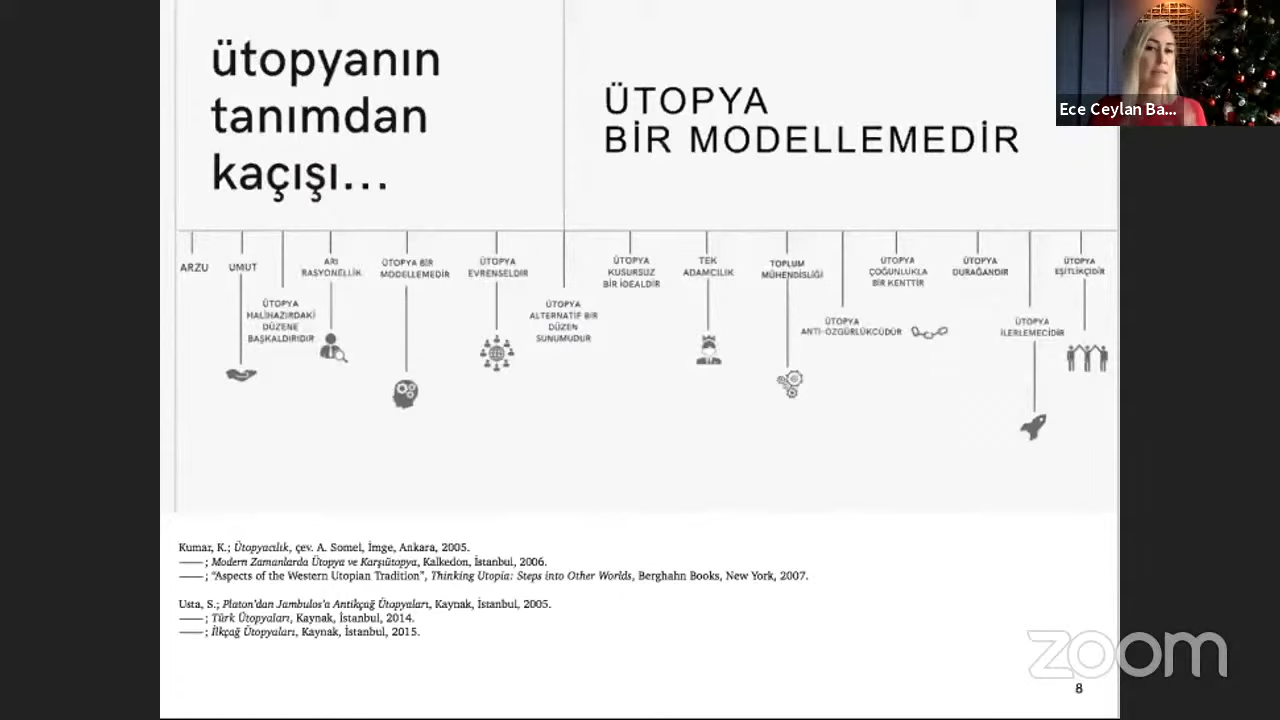 ütopyanın
tanımdan
kaçışı...
ÜTOPYA
BİR MODELLEMEDİR
Ece Ceylan Ba...
ARZU
UMUT
ÜTOPYA
HALİHAZIRDAKİ
DÜZENE
BAŞKALDIRIDIR
ARI
RASYONELLİK
ÜTOPYA BİR
MODELLEMEDİR
ÜTOPYA
EVRENSELDİR
ÜTOPYA
ALTERNATİF BİR
DÜZEN
SUNUMUDUR
ÜTOPYA
KUSURSUZ
BİR İDEALDİR
TEK
ADAMCILIK
TOPLUM
MÜHENDİSLİĞİ
ÜTOPYA
ANTI-ÖZGÜRLÜKCÜDÜR
ÜTOPYA
ÇOĞUNLUKLA
BİR KENTTİR
ÜTOPYA
DURAĞANDIR
ÜTOPYA
İLERLEMECİDİR
ÜTOPYA
EŞİTLİKÇİDİR
Kumar, K.; Ütopyacılık, çev. A. Somel, İmge, Ankara, 2005.
—— ; Modern Zamanlarda Ütopya ve Karşıütopya, Kalkedon, İstanbul, 2006.
—— ; “Aspects of the Western Utopian Tradition”, Thinking Utopia: Steps into Other Worlds, Berghahn Books, New York, 2007.
Usta, S.; Platon’dan Jambulos’a Antikçağ Ütopyaları, Kaynak, İstanbul, 2005.
—— ; Türk Ütopyaları, Kaynak, İstanbul, 2014.
—— ; İlkçağ Ütopyaları, Kaynak, İstanbul, 2015.
zoom
8